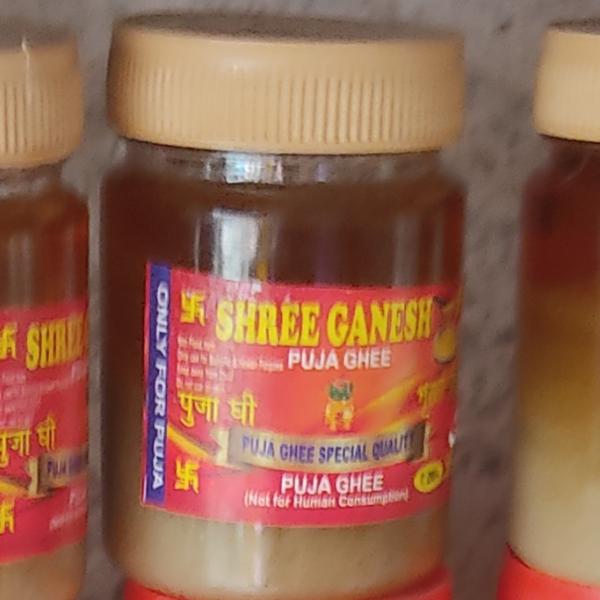 ONLY FOR PUJA
SHREE GANESH
PUJA GHEE
पुजा घी
PUJA GHEE SPECIAL QUALITY
PUJA GHEE
(Not for Human Consumption)
SHREE
पुजा घी